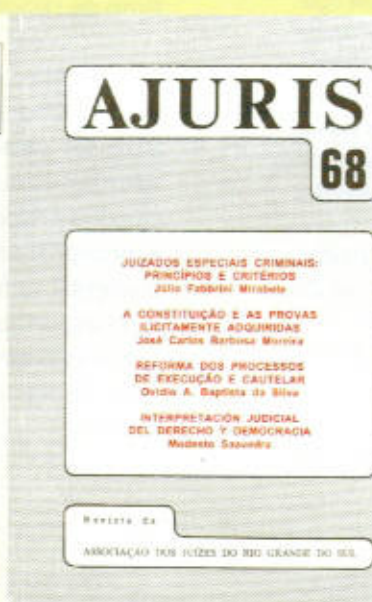 AJURIS
68
JUIZADOS ESPECIAIS CRIMINAIS:
PRINCÍPIOS E CRITÉRIOS
Júlio Fabbrini Mirabete
A CONSTITUIÇÃO E AS PROVAS
ILICITAMENTE ADQUIRIDAS
José Carlos Barbosa Moreira
REFORMA DOS PROCESSOS
DE EXECUÇÃO E CAUTELAR
Ovídio A. Baptista da Silva
INTERPRETACIÓN JUDICIAL
DEL DERECHO Y DEMOCRACIA
Modesto Saavedra
Revista da
ASSOCIAÇÃO DOS JUÍZES DO RIO GRANDE DO SUL